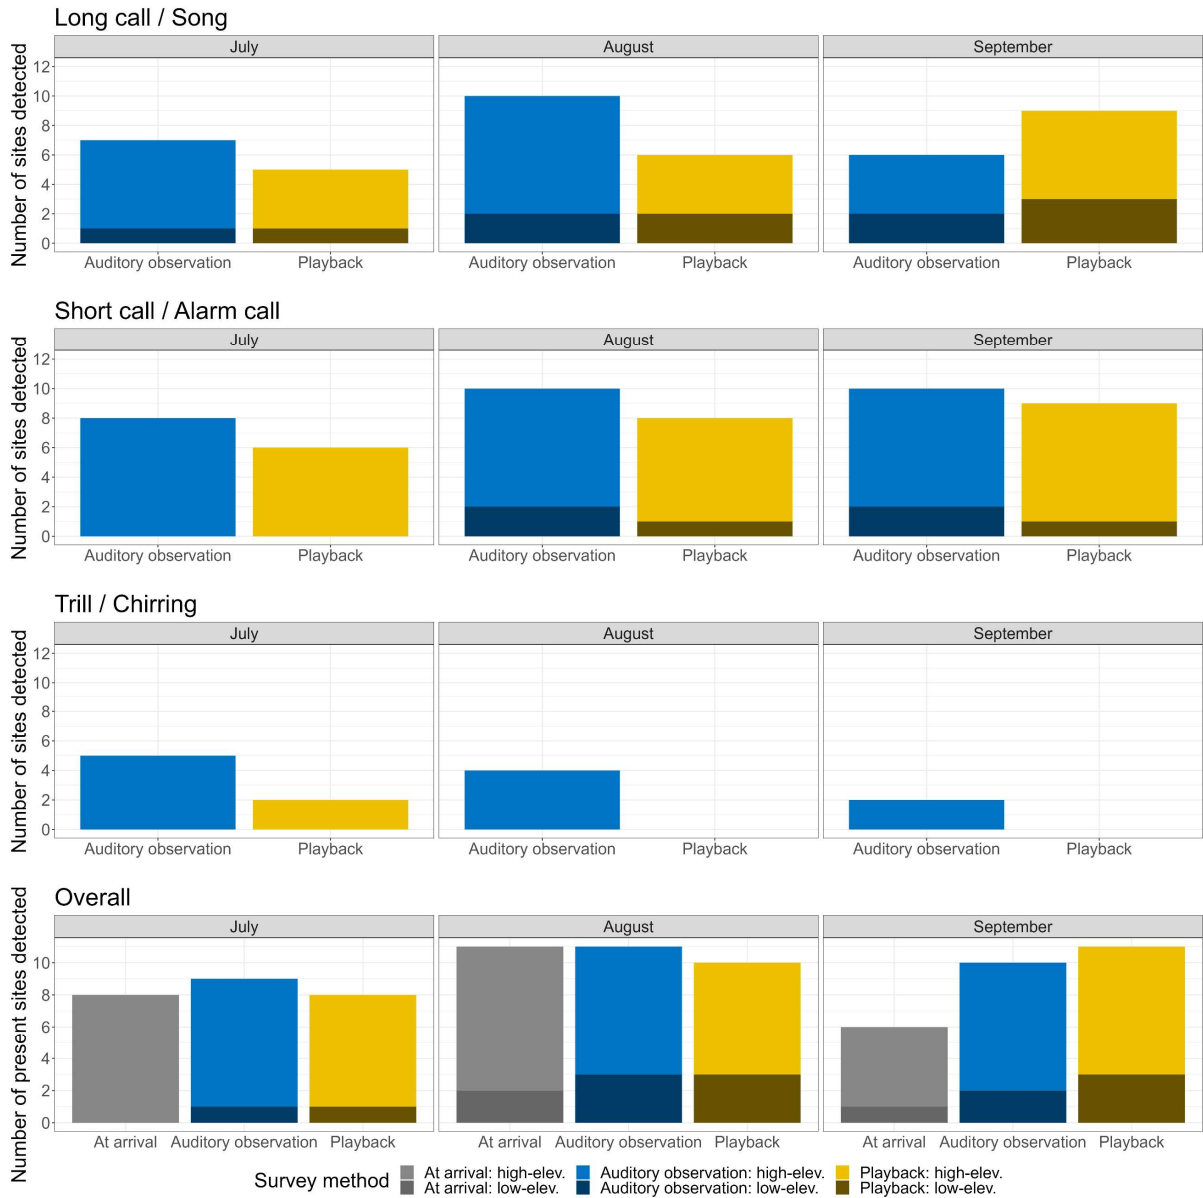 Long call / Song
July August September
Number of sites detected
12
10
8
6
4
2
0
Auditory observation Playback Auditory observation Playback Auditory observation Playback
Short call / Alarm call
July August September
Number of sites detected
12
10
8
6
4
2
0
Auditory observation Playback Auditory observation Playback Auditory observation Playback
Trill / Chirring
July August September
Number of sites detected
12
10
8
6
4
2
0
Auditory observation Playback Auditory observation Playback Auditory observation Playback
Overall
July August September
Number of present sites detected
10
8
6
4
2
0
At arrival Auditory observation Playback At arrival Auditory observation Playback At arrival Auditory observation Playback
Survey method
At arrival: high-elev. Auditory observation: high-elev. Playback: high-elev.
At arrival: low-elev. Auditory observation: low-elev. Playback: low-elev.